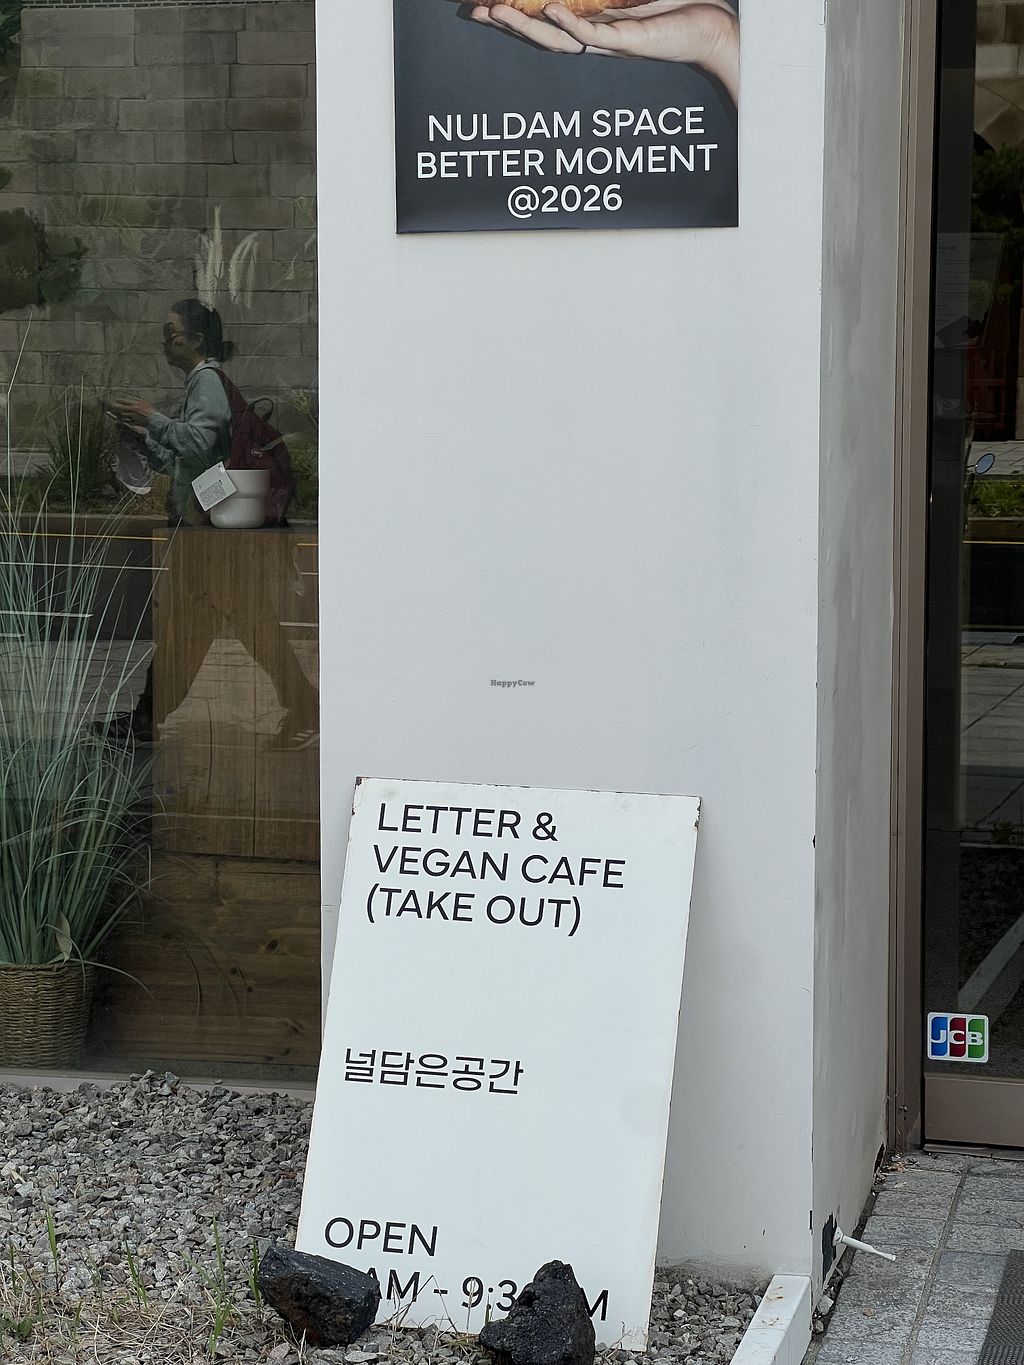 NULDAM SPACE
BETTER MOMENT
@2026
HappyCow
LETTER &
VEGAN CAFE
(TAKE OUT)
널담은공간
OPEN
JCB